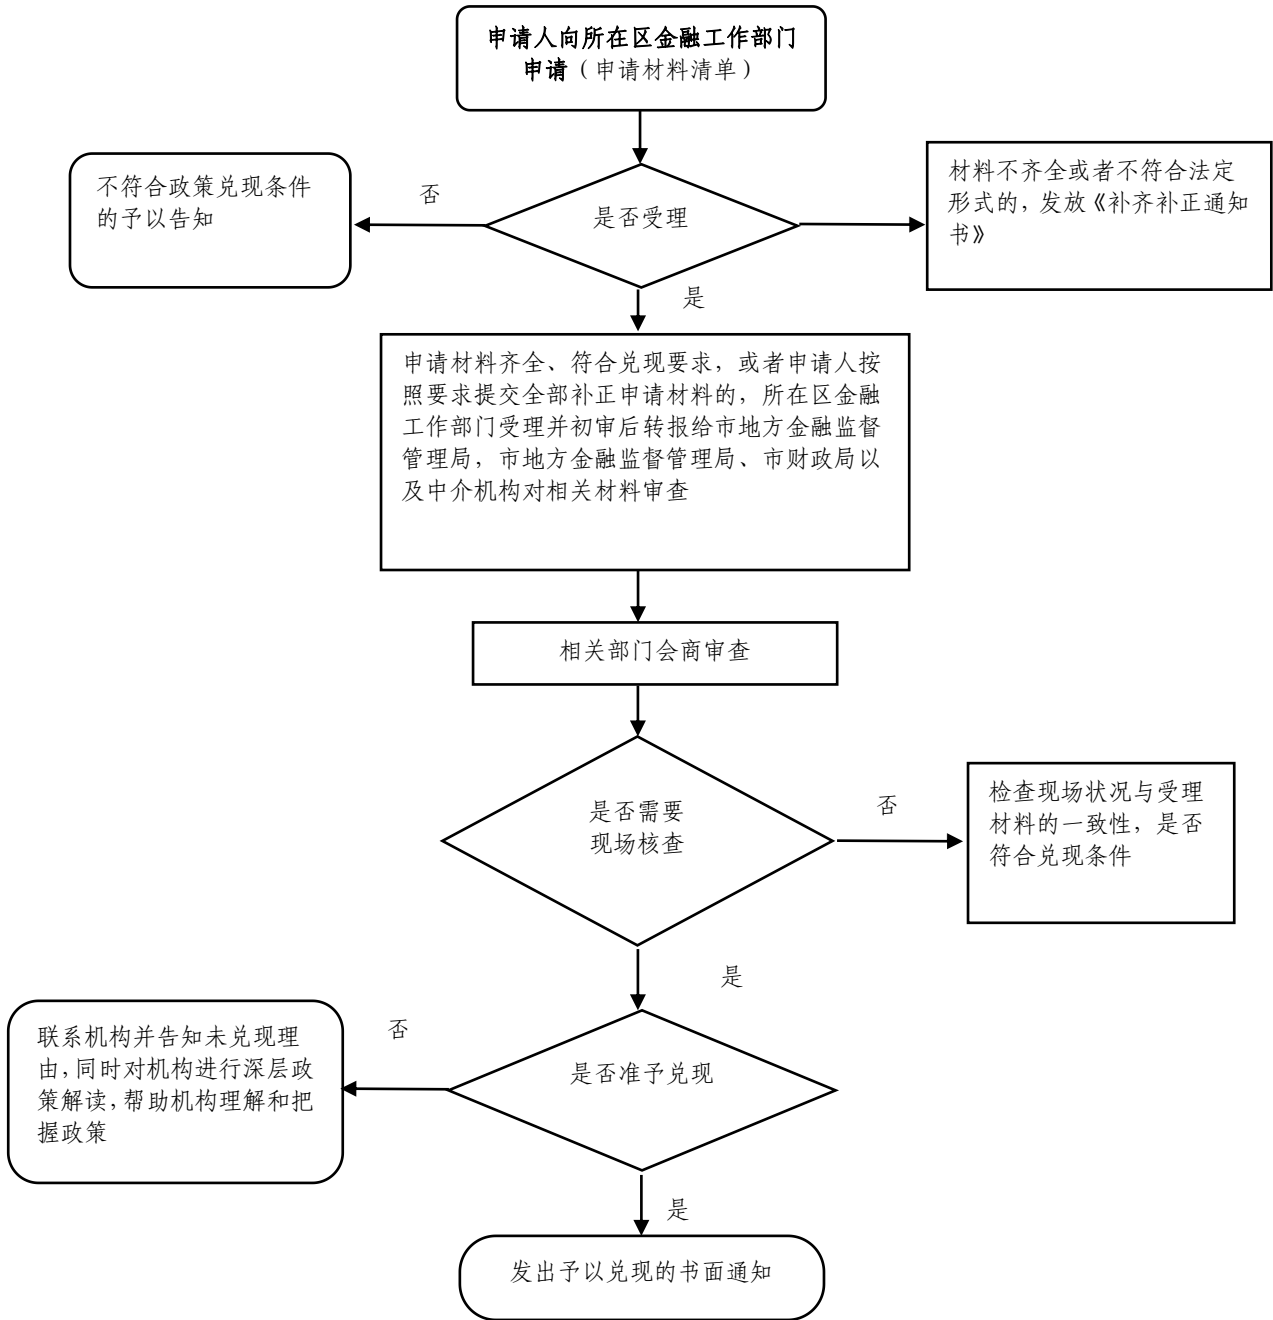 申请人向所在区金融工作部门
申请（申请材料清单）
不符合政策兑现条件
的予以告知
否
是否受理
材料不齐全或者不符合法定
形式的，发放《补齐补正通知
书》
是
申请材料齐全、符合兑现要求，或者申请人按
照要求提交全部补正申请材料的，所在区金融
工作部门受理并初审后转报给市地方金融监督
管理局，市地方金融监督管理局、市财政局以
及中介机构对相关材料审查
相关部门会商审查
是否需要
现场核查
否
检查现场状况与受理
材料的一致性，是否
符合兑现条件
是
联系机构并告知未兑现理
由，同时对机构进行深层政
策解读，帮助机构理解和把
握政策
否
是否准予兑现
是
发出予以兑现的书面通知